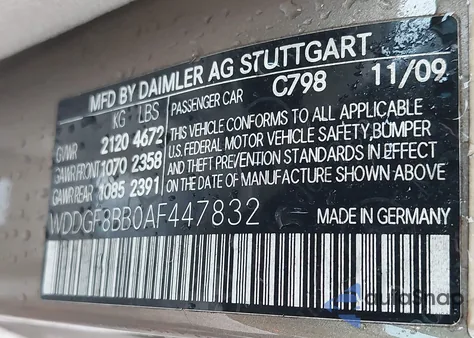 MFD BY DAIMLER AG STUTTGART
KG LBS PASSENGER CAR C798 11/09
GVWR 2120 4672
GAWR FRONT 1070 2358
GAWR REAR 1085 2391
THIS VEHICLE CONFORMS TO ALL APPLICABLE
U.S. FEDERAL MOTOR VEHICLE SAFETY, BUMPER
AND THEFT PREVENTION STANDARDS IN EFFECT
ON THE DATE OF MANUFACTURE SHOWN ABOVE
WDDGF8BB0AF447832 MADE IN GERMANY
autoSnap